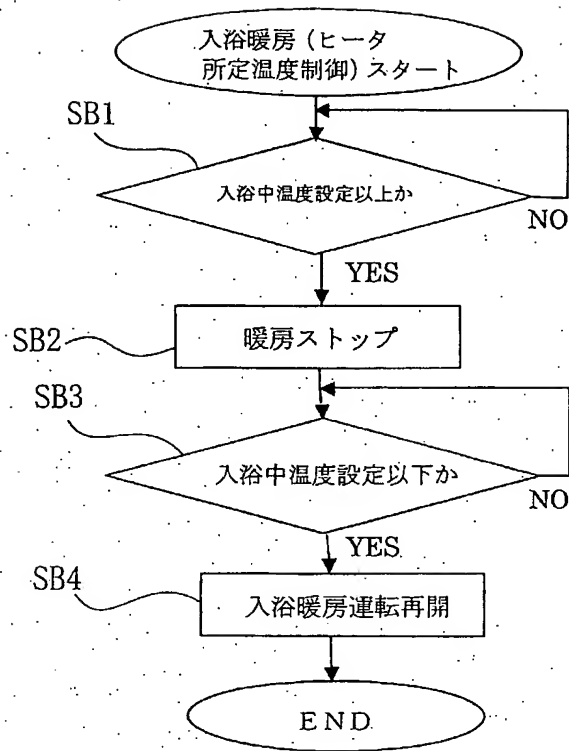 入浴暖房(ヒータ
所定温度制御)スタート
SB1
入浴中温度設定以上か
NO
YES
SB2
暖房ストップ
SB3
入浴中温度設定以下か
NO
YES
SB4
入浴暖房運転再開
END